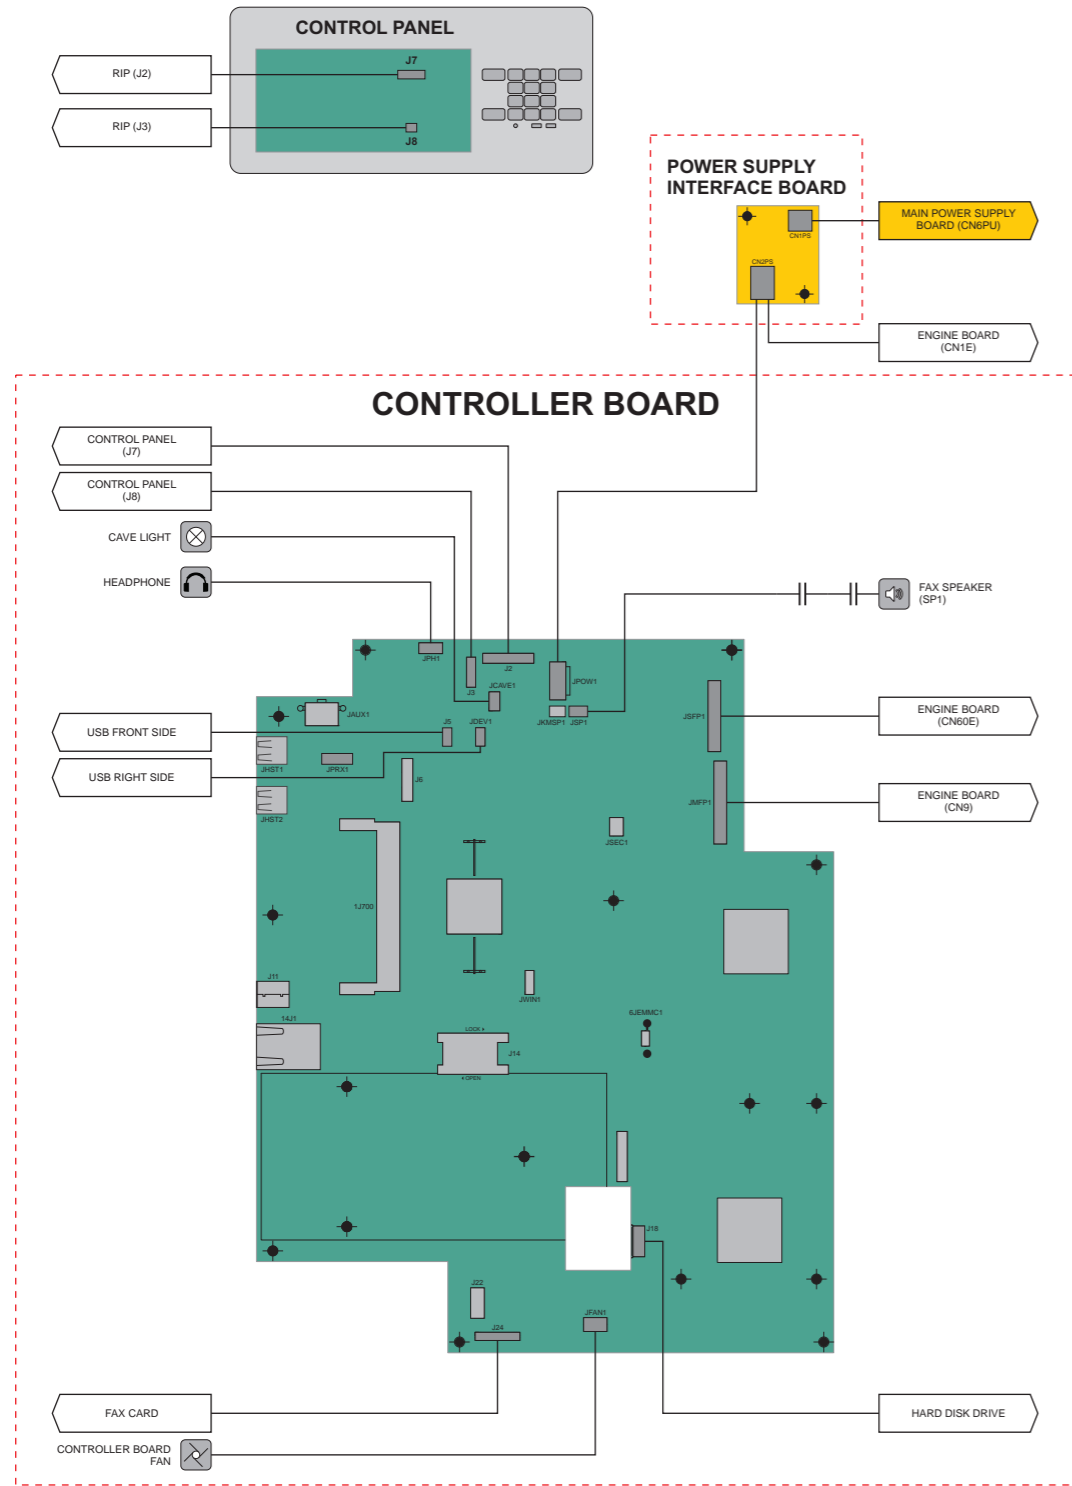 CONTROL PANEL
J7
RIP (J2)
RIP (J3)
J8
POWER SUPPLY
INTERFACE BOARD
CN1PS
MAIN POWER SUPPLY
BOARD (CN6PU)
CN2PS
ENGINE BOARD
(CN1E)
CONTROLLER BOARD
CONTROL PANEL
(J7)
CONTROL PANEL
(J8)
CAVE LIGHT
HEADPHONE
FAX SPEAKER
(SP1)
JPH1
J2
J3
JCAVE1
JPOW1
JKMSP1
JSP1
JAUX1
J5
JDEV1
JSFP1
ENGINE BOARD
(CN60E)
USB FRONT SIDE
JHST1
JPRX1
J6
USB RIGHT SIDE
JHST2
JMFP1
ENGINE BOARD
(CN9)
JSEC1
1J700
J11
JWIN1
14J1
6JEMMC1
LOCK
J14
OPEN
J18
J22
J24
JFAN1
FAX CARD
HARD DISK DRIVE
CONTROLLER BOARD
FAN